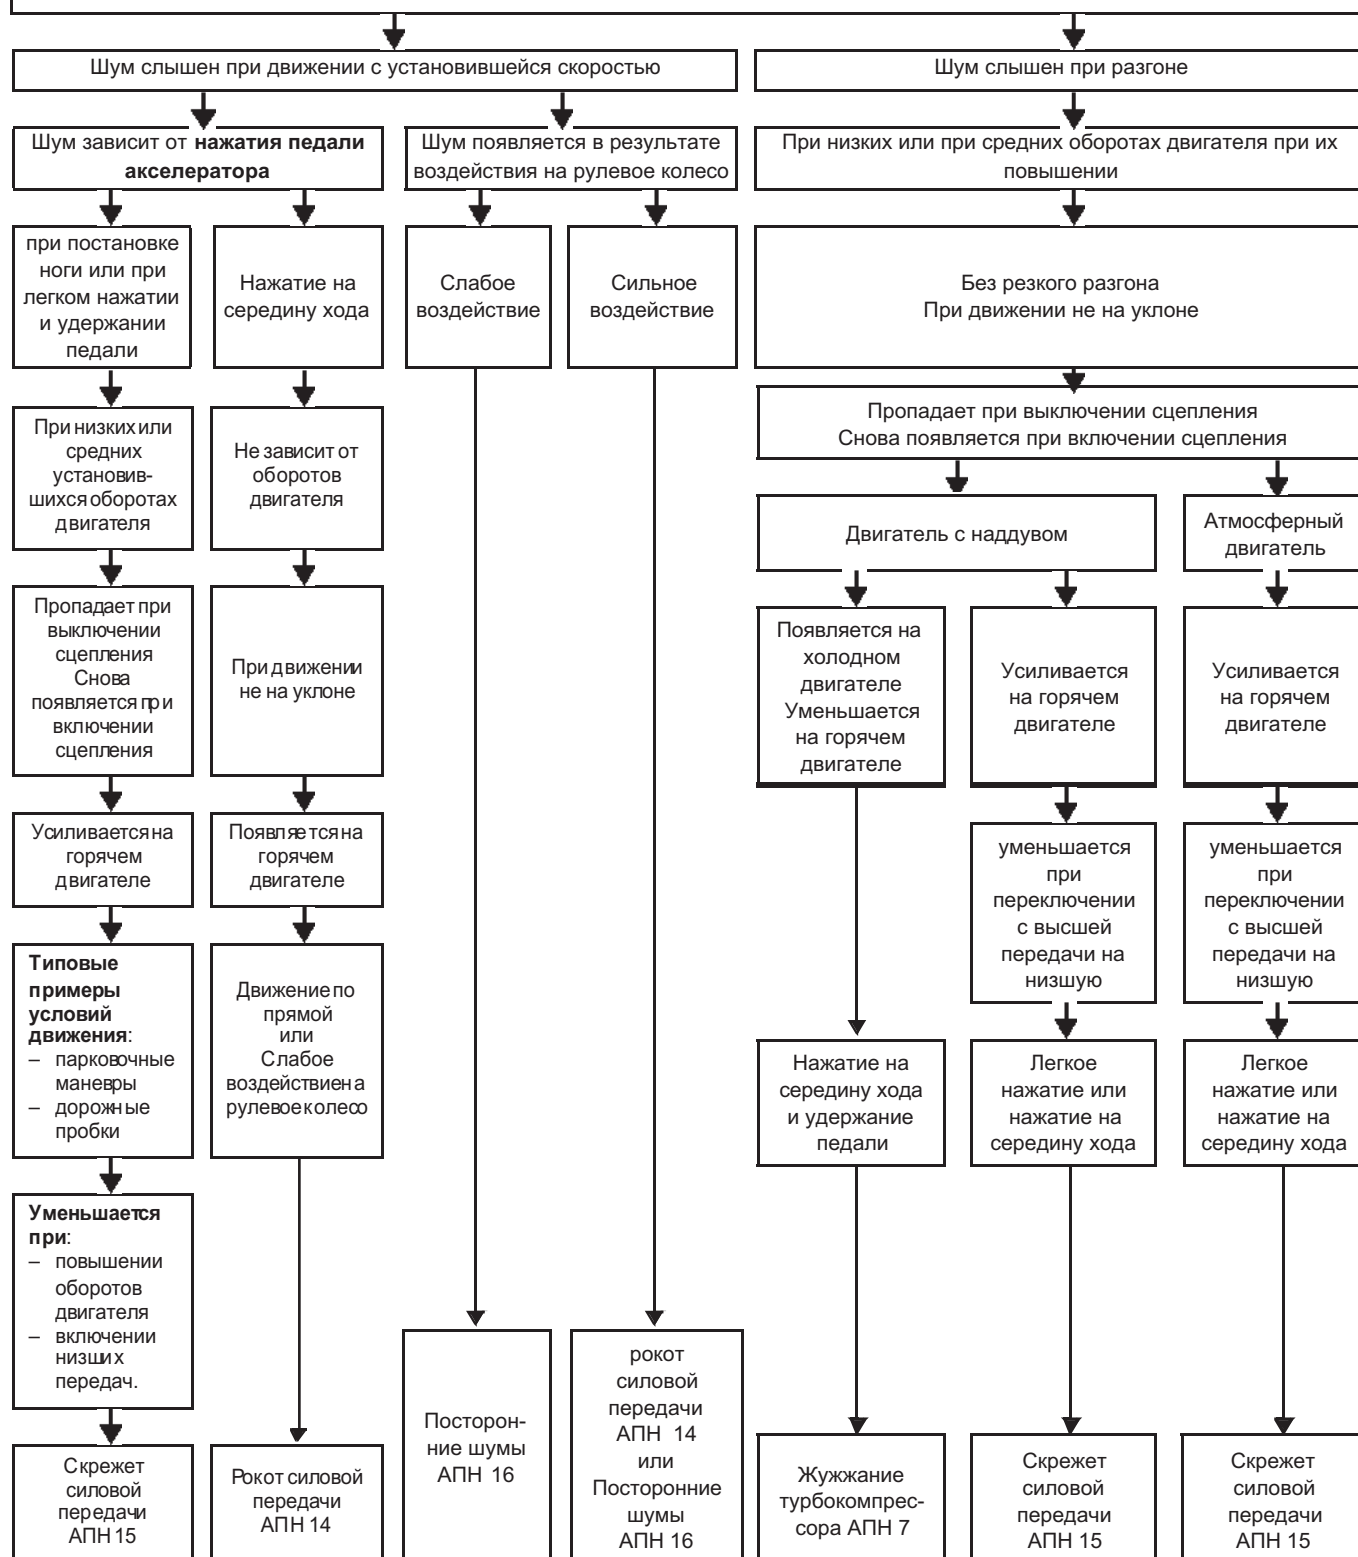 Шум слышен при движении с установившейся скоростью
Шум слышен при разгоне
Шум зависит от нажатия педали
акселератора
Шум появляется в результате
воздействия на рулевое колесо
При низких или при средних оборотах двигателя при их
повышении
при постановке
ноги или при
легком нажатии
и удержании
педали
Нажатие на
середину хода
Слабое
воздействие
Сильное
воздействие
Без резкого разгона
При движении не на уклоне
Пропадает при выключении сцепления
Снова появляется при включении сцепления
При низких или
средних
установив-
шихся оборотах
двигателя
Не зависит от
оборотов
двигателя
Двигатель с наддувом
Атмосферный
двигатель
Пропадает при
выключении
сцепления
Снова
появляется при
включении
сцепления
При движении
не на уклоне
Появляется на
холодном
двигателе
Уменьшается
на горячем
двигателе
Усиливается
на горячем
двигателе
Усиливается
на горячем
двигателе
Усиливается на
горячем
двигателе
Появляется на
горячем
двигателе
уменьшается
при
переключении
с высшей
передачи на
низшую
уменьшается
при
переключении
с высшей
передачи на
низшую
Типовые
примеры
условий
движения:
– парковочные
маневры
– дорожные
пробки
Движение по
прямой
или
Слабое
воздействие на
рулевое колесо
Нажатие на
середину хода
и удержание
педали
Легкое
нажатие или
нажатие на
середину хода
Легкое
нажатие или
нажатие на
середину хода
Уменьшается
при:
– повышении
оборотов
двигателя
– включении
низших
передач.
Скрежет
силовой
передачи
АПН 15
Рокот силовой
передачи
АПН 14
Посторон-
ние шумы
АПН 16
рокот
силовой
передачи
АПН 14
или
Посторонние
шумы
АПН 16
Жужжание
турбокомпрес-
сора АПН 7
Скрежет
силовой
передачи
АПН 15
Скрежет
силовой
передачи
АПН 15